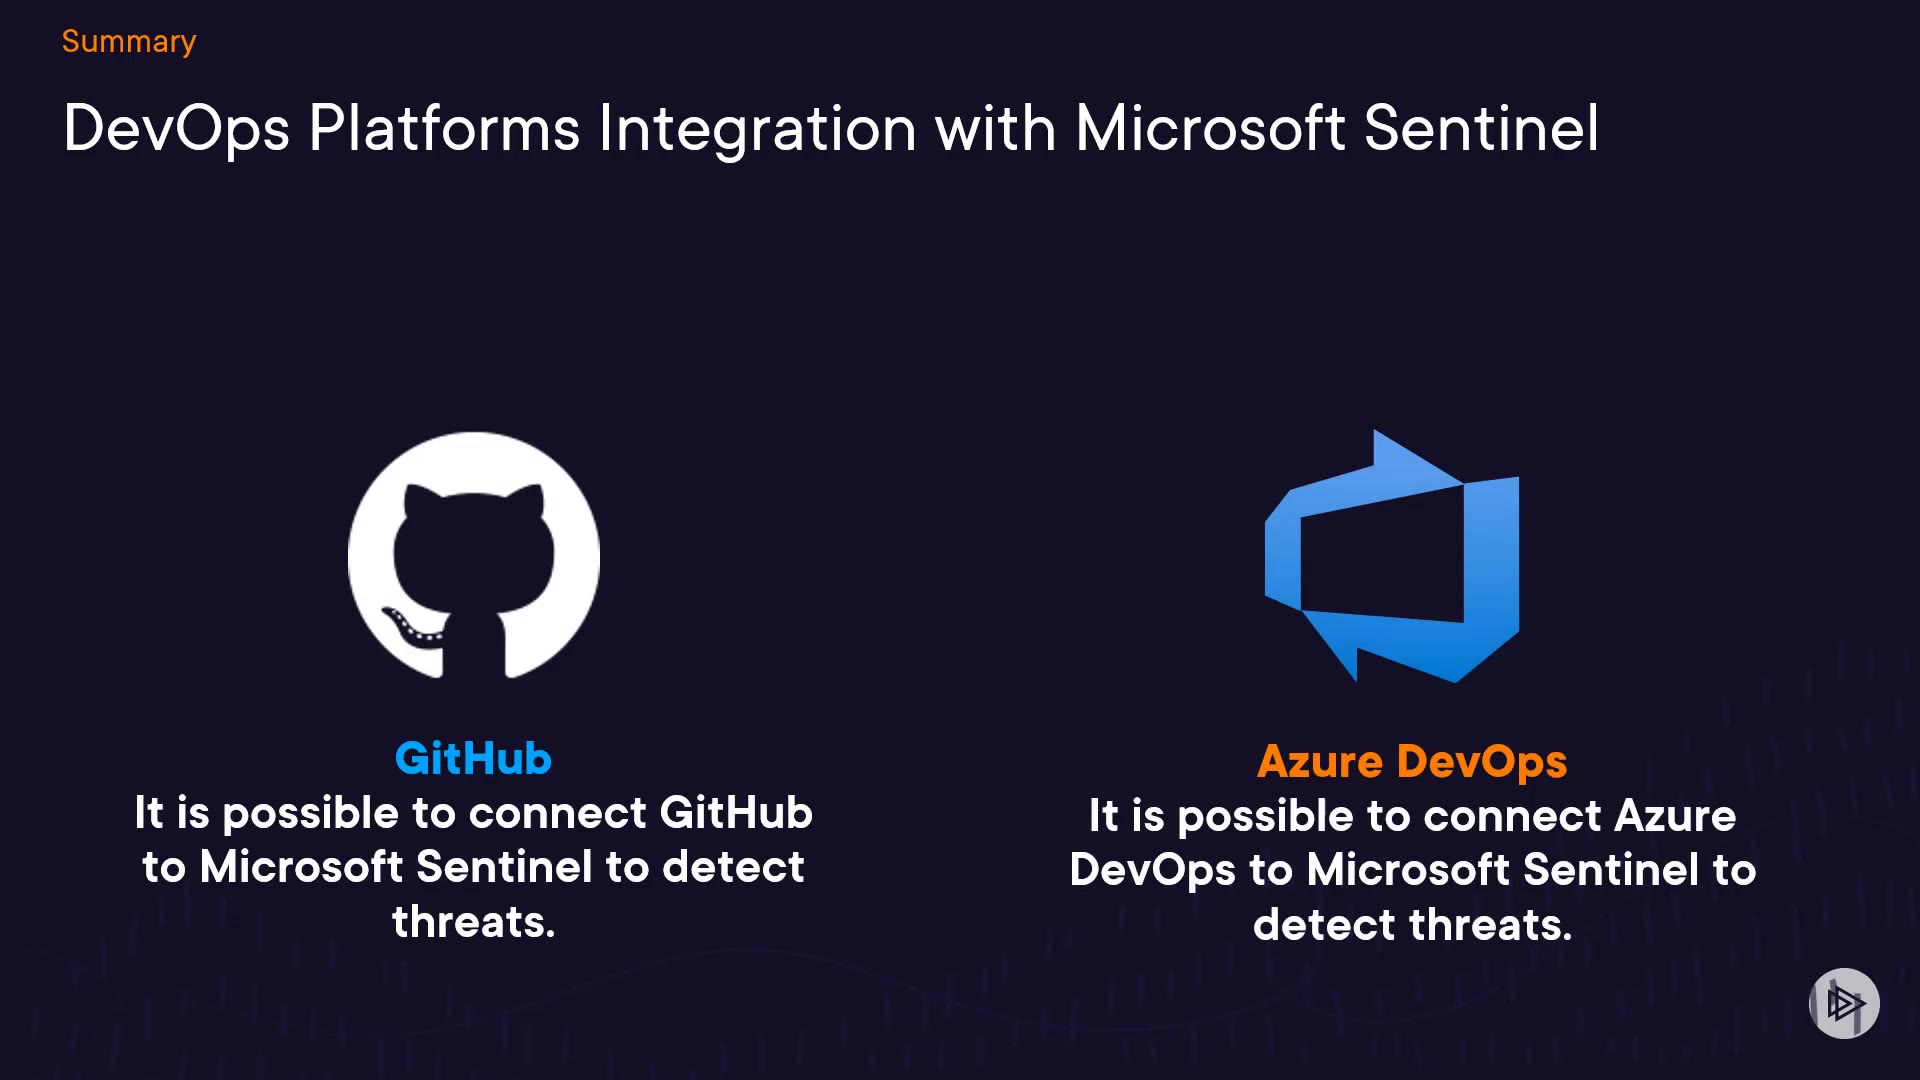 Summary
DevOps Platforms Integration with Microsoft Sentinel
GitHub
It is possible to connect GitHub
to Microsoft Sentinel to detect
threats.
Azure DevOps
It is possible to connect Azure
DevOps to Microsoft Sentinel to
detect threats.